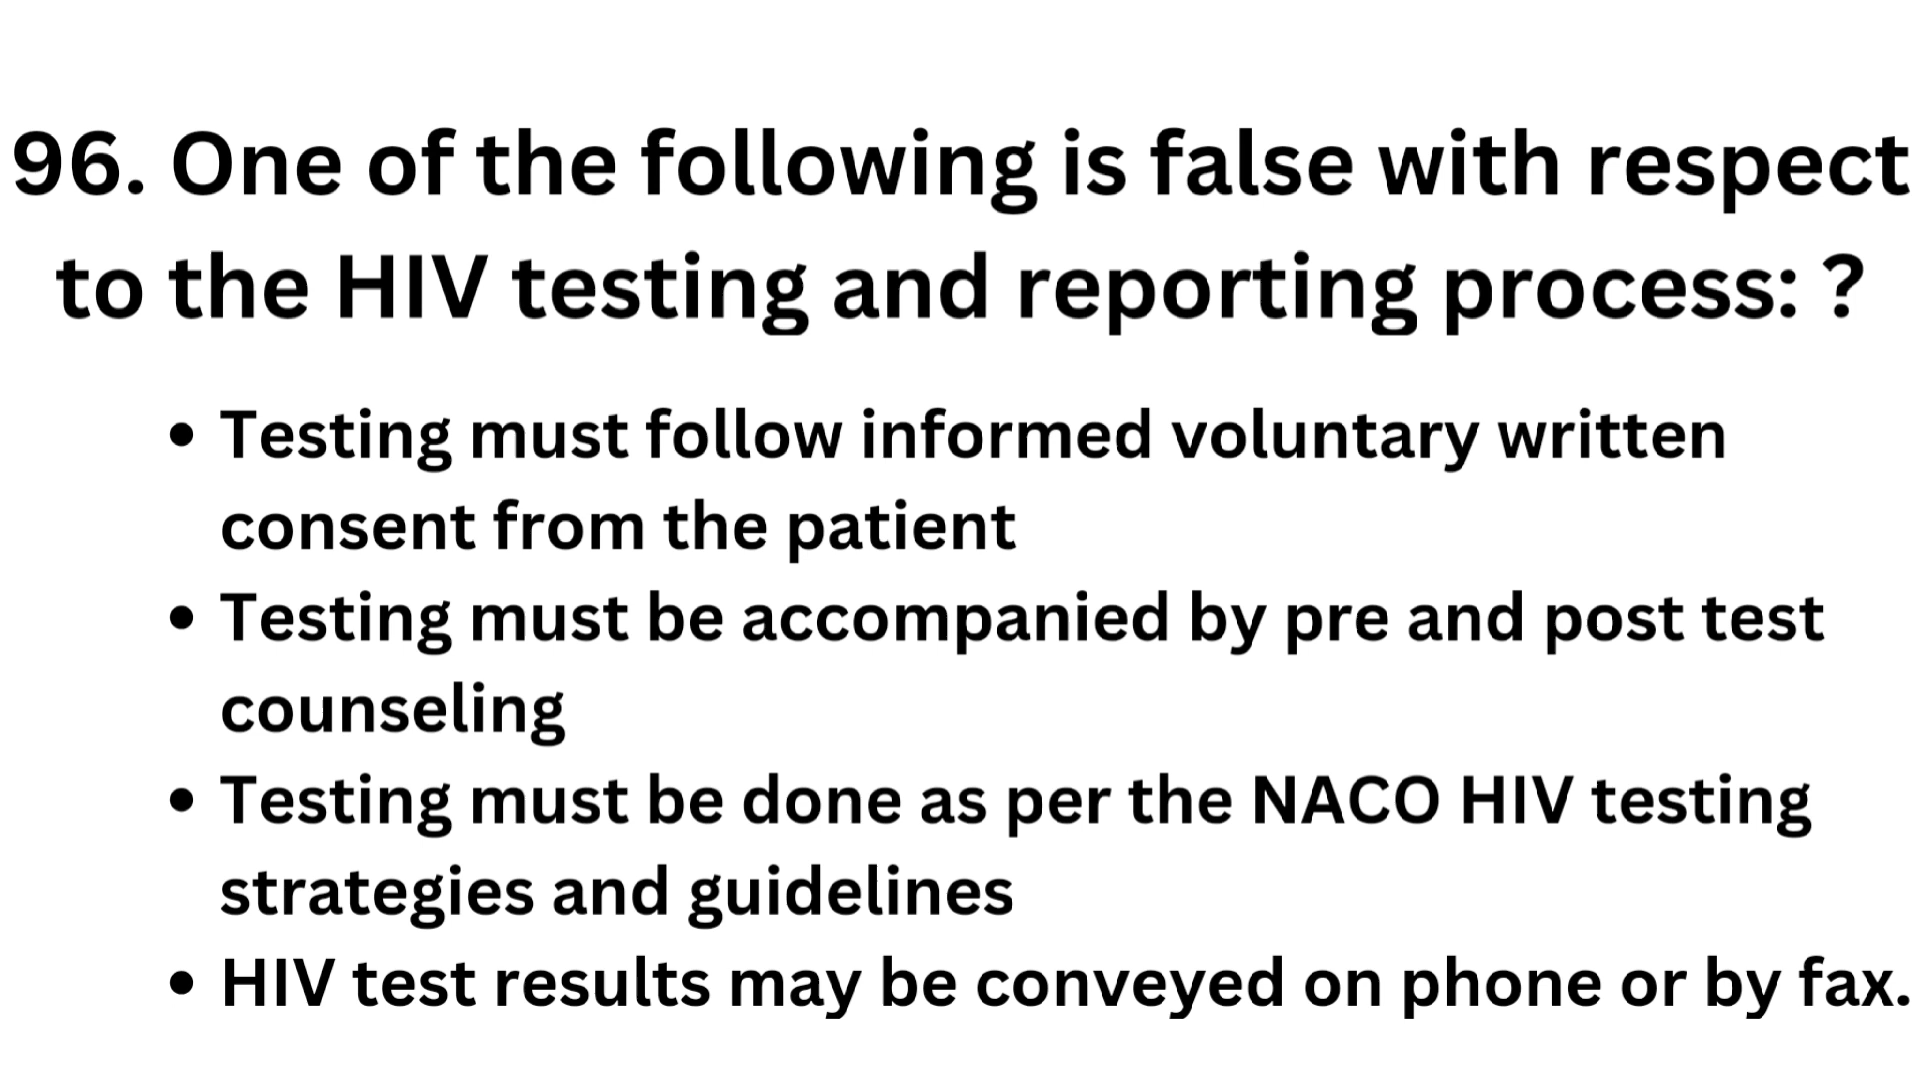 96. One of the following is false with respect
to the HIV testing and reporting process: ?
• Testing must follow informed voluntary written
consent from the patient
• Testing must be accompanied by pre and post test
counseling
• Testing must be done as per the NACO HIV testing
strategies and guidelines
• HIV test results may be conveyed on phone or by fax.